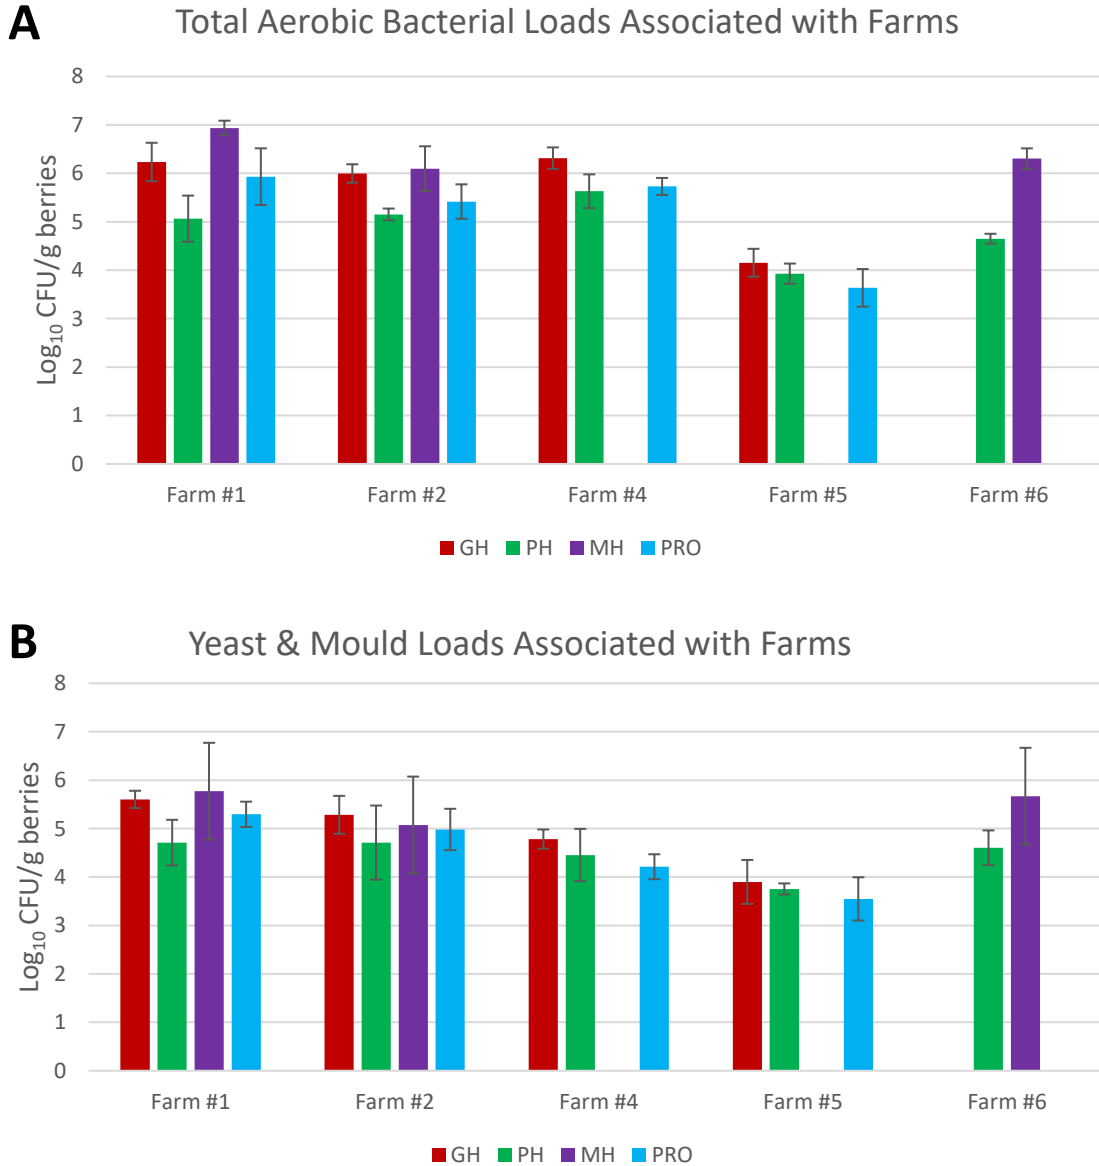 A
Total Aerobic Bacterial Loads Associated with Farms
Log₁₀ CFU/g berries
8
7
6
5
4
3
2
1
0
Farm #1 Farm #2 Farm #4 Farm #5 Farm #6
GH PH MH PRO
B
Yeast & Mould Loads Associated with Farms
Log₁₀ CFU/g berries
8
7
6
5
4
3
2
1
0
Farm #1 Farm #2 Farm #4 Farm #5 Farm #6
GH PH MH PRO